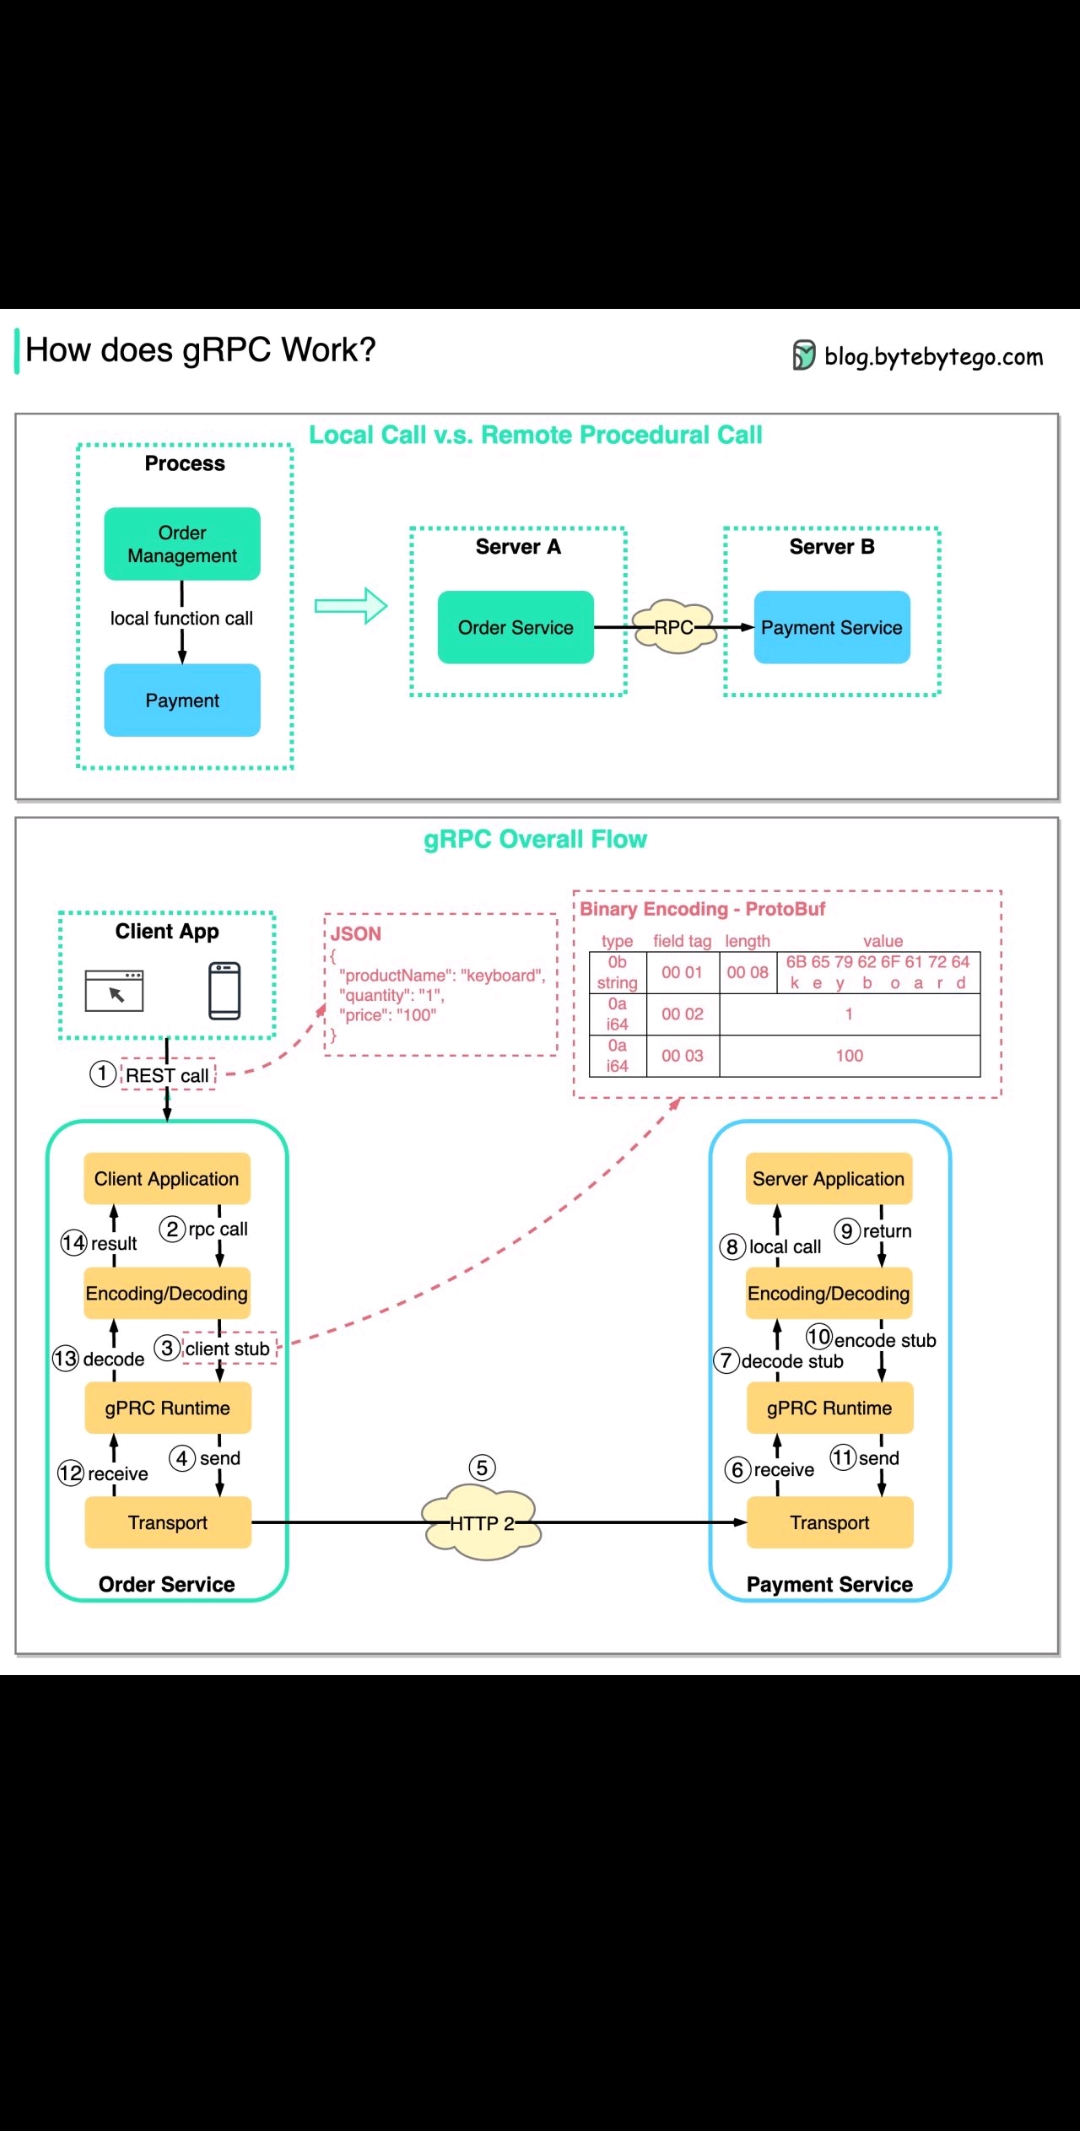 How does gRPC Work?
blog.bytebytego.com
Local Call v.s. Remote Procedural Call
Process
Order
Management
local function call
Payment
Server A
Order Service
RPC
Server B
Payment Service
gRPC Overall Flow
Client App
1 REST call
JSON
{
"productName": "keyboard",
"quantity": "1",
"price": "100"
}
Binary Encoding - ProtoBuf
type field tag length value
0b
string
00 01
00 08
6B 65 79 62 6F 61 72 64
k e y b o a r d
0a
i64
00 02
1
0a
i64
00 03
100
Client Application
14 result
2 rpc call
Encoding/Decoding
13 decode
3 client stub
gPRC Runtime
12 receive
4 send
Transport
Order Service
5
HTTP 2
Server Application
8 local call
9 return
Encoding/Decoding
7 decode stub
10 encode stub
gPRC Runtime
6 receive
11 send
Transport
Payment Service